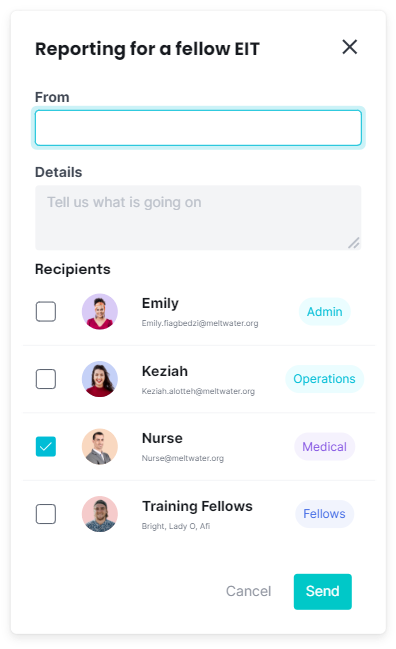 Reporting for a fellow EIT
From
Details
Tell us what is going on
Recipients
Emily
Emily.fiagbedzi@meltwater.org
Admin
Keziah
Keziah.alotteh@meltwater.org
Operations
Nurse
Nurse@meltwater.org
Medical
Training Fellows
Bright, Lady O, Afi
Fellows
Cancel
Send